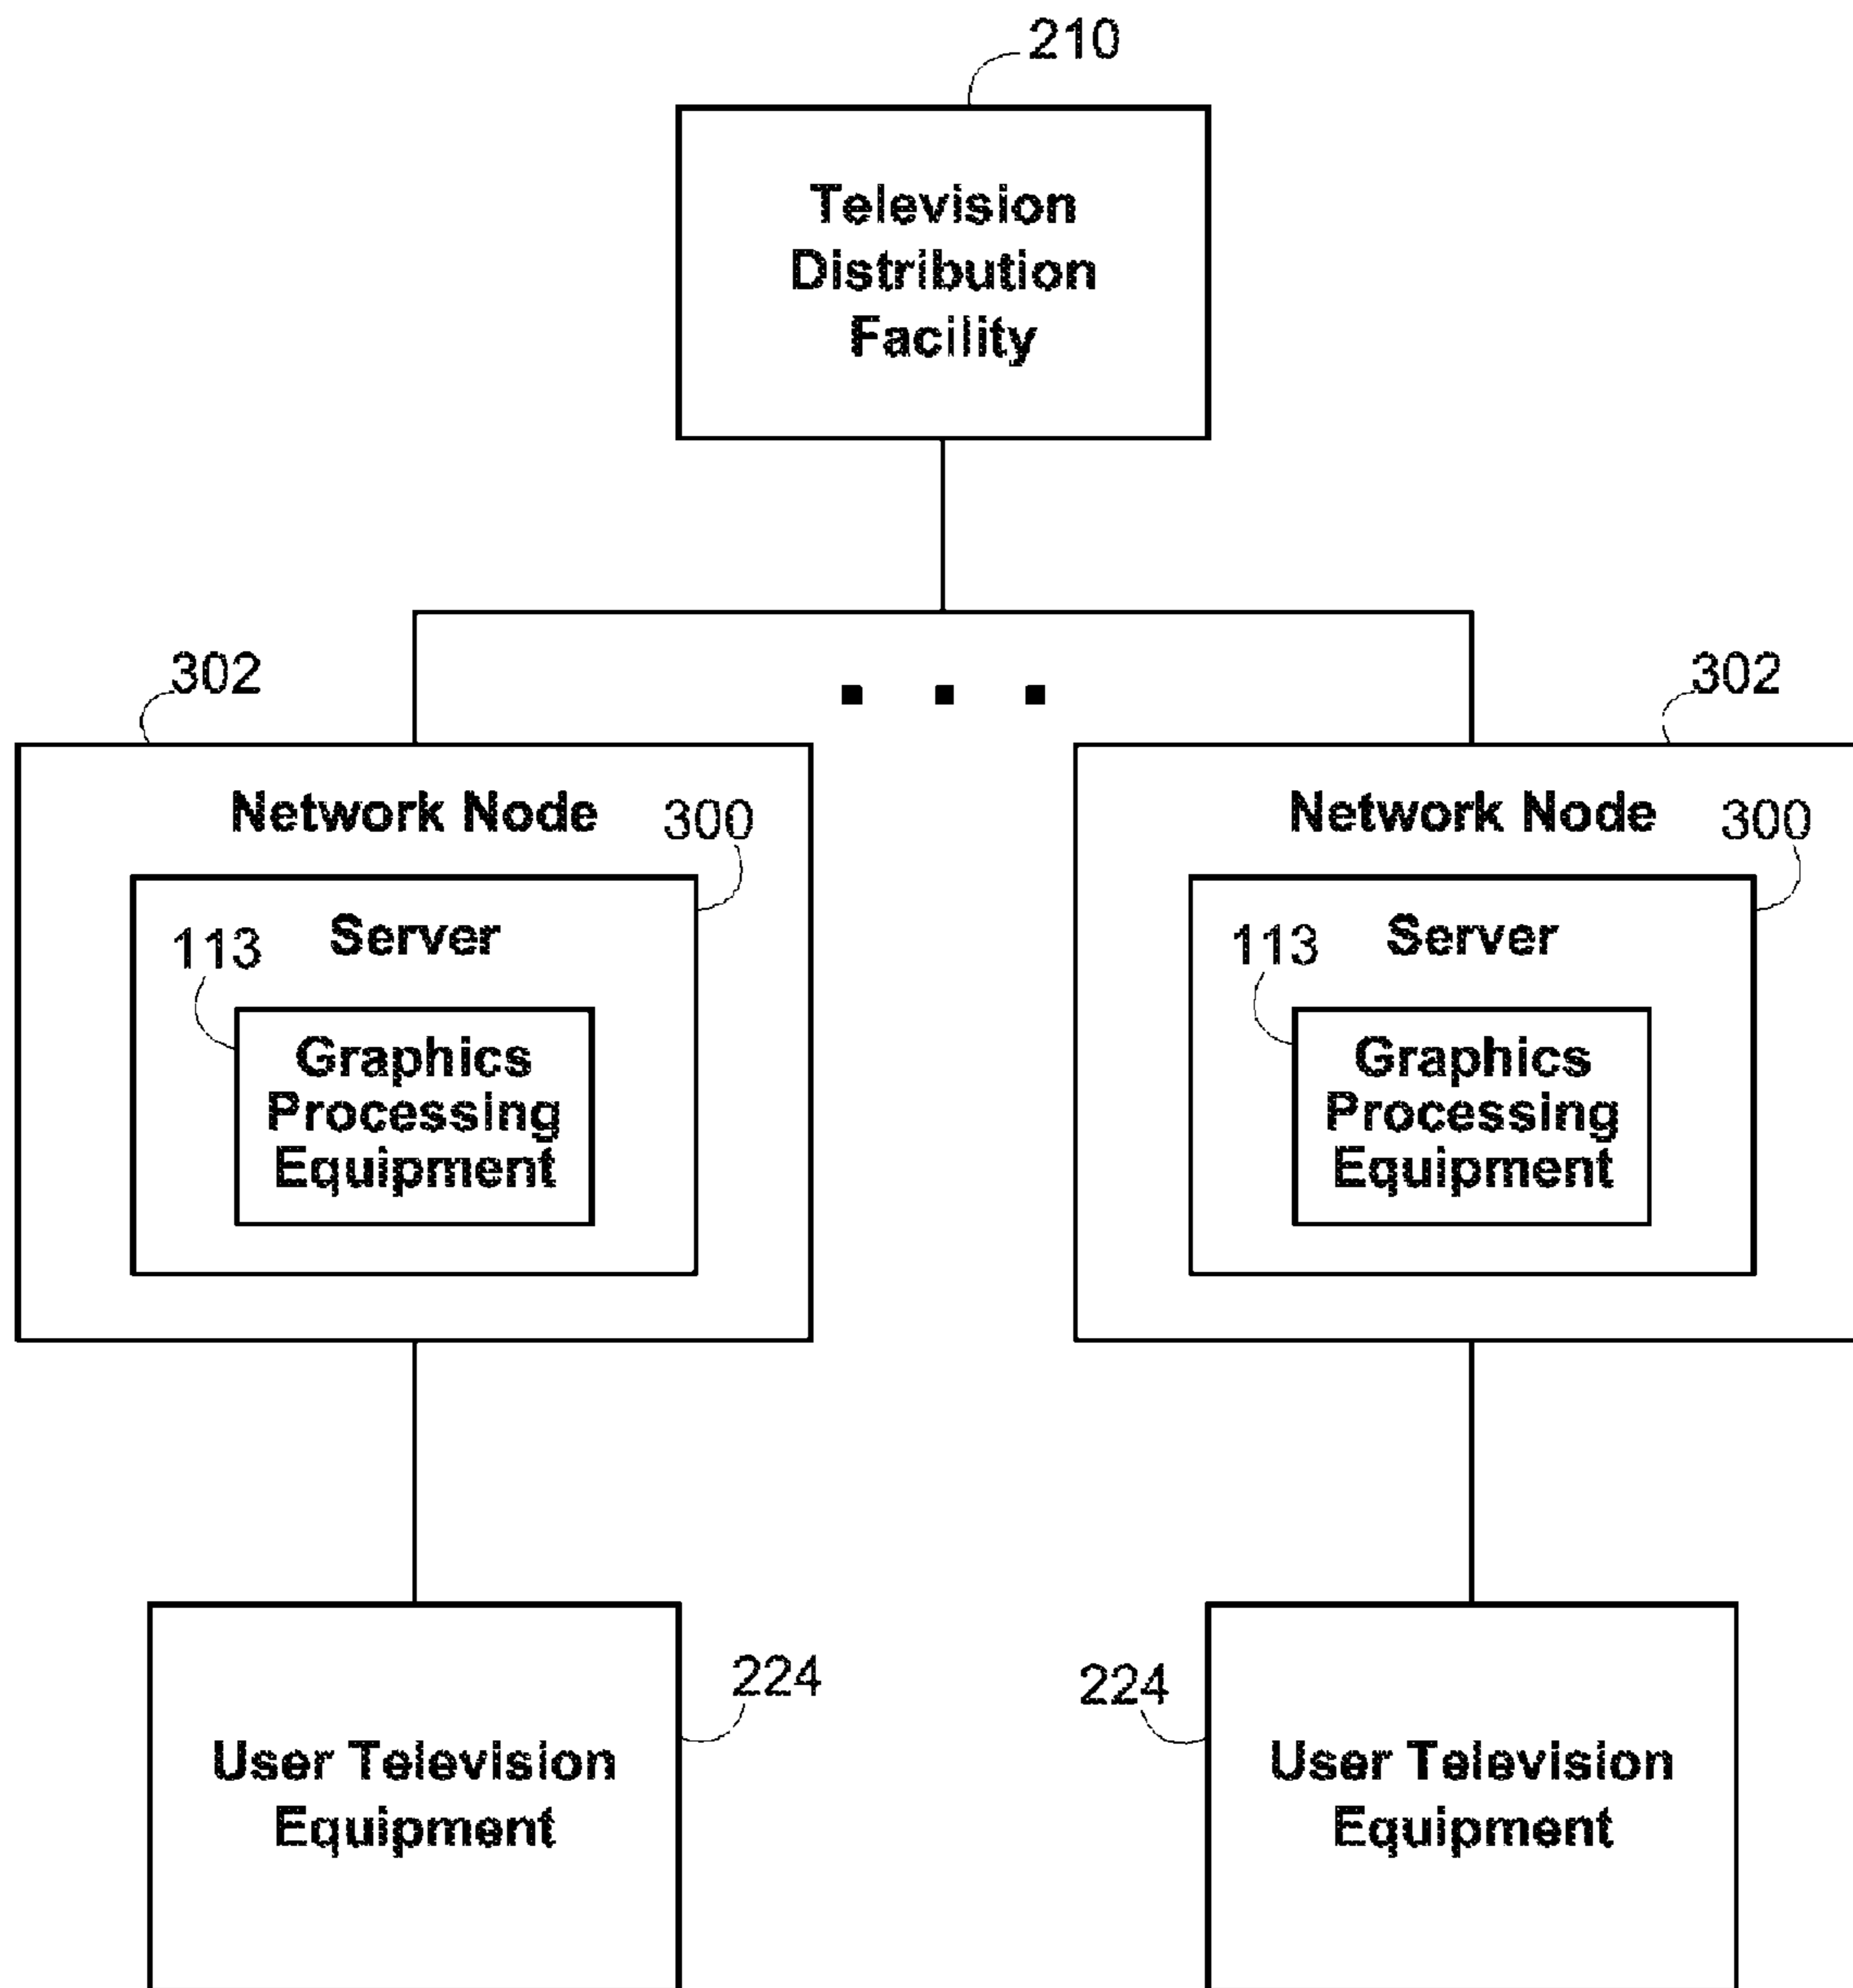 210
Television
Distribution
Facility
302
302
Network Node
300
Network Node
300
113
Server
113
Server
Graphics
Processing
Equipment
Graphics
Processing
Equipment
224
224
User Television
Equipment
User Television
Equipment